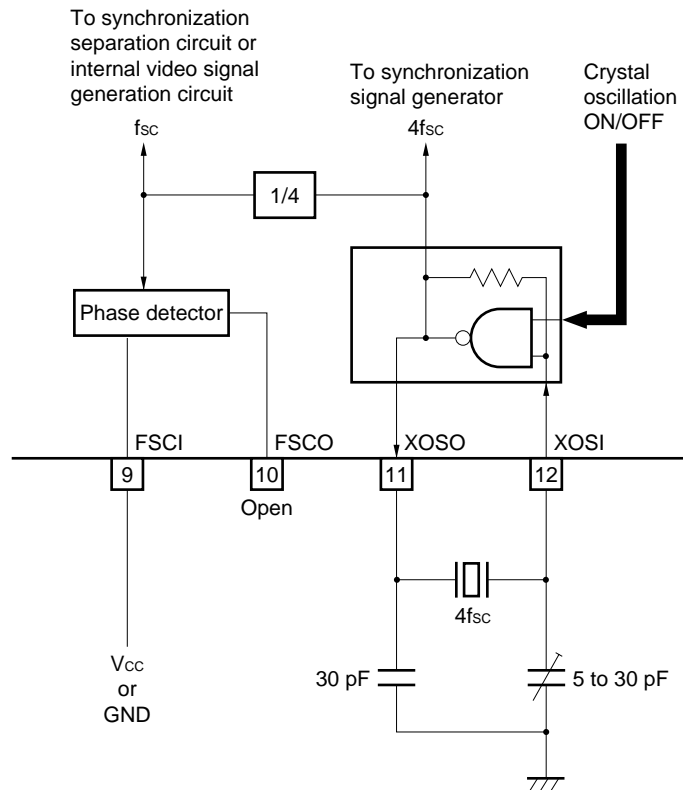 To synchronization
separation circuit or
internal video signal
generation circuit
fSC
To synchronization
signal generator
4fSC
Crystal
oscillation
ON/OFF
1/4
Phase detector
FSCI
FSCO
XOSO
XOSI
9
10
11
12
Open
4fSC
VCC
or
GND
30 pF
5 to 30 pF